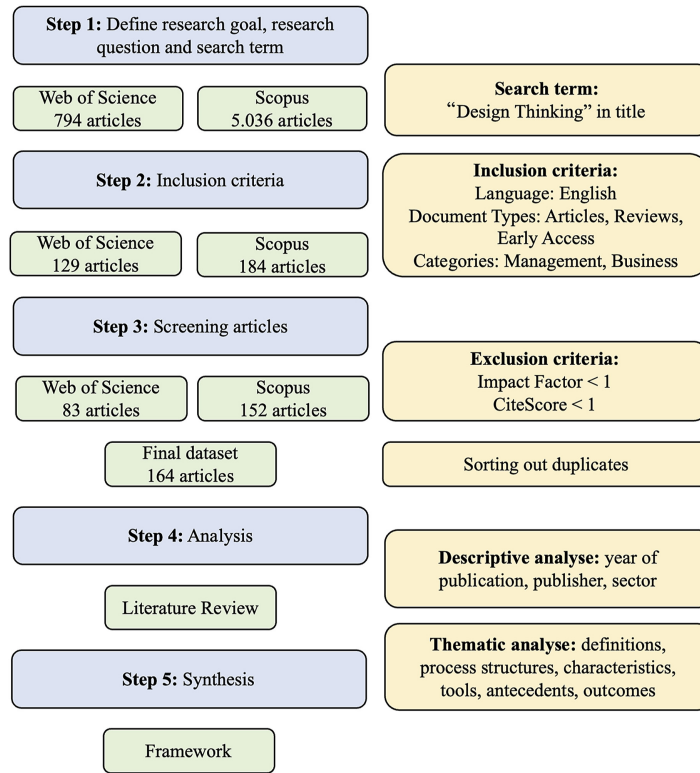 Step 1: Define research goal, research
question and search term
Web of Science
794 articles
Scopus
5.036 articles
Search term:
“Design Thinking” in title
Step 2: Inclusion criteria
Inclusion criteria:
Language: English
Document Types: Articles, Reviews,
Early Access
Categories: Management, Business
Web of Science
129 articles
Scopus
184 articles
Step 3: Screening articles
Exclusion criteria:
Impact Factor < 1
CiteScore < 1
Web of Science
83 articles
Scopus
152 articles
Final dataset
164 articles
Sorting out duplicates
Step 4: Analysis
Descriptive analyse: year of
publication, publisher, sector
Literature Review
Thematic analyse: definitions,
process structures, characteristics,
tools, antecedents, outcomes
Step 5: Synthesis
Framework